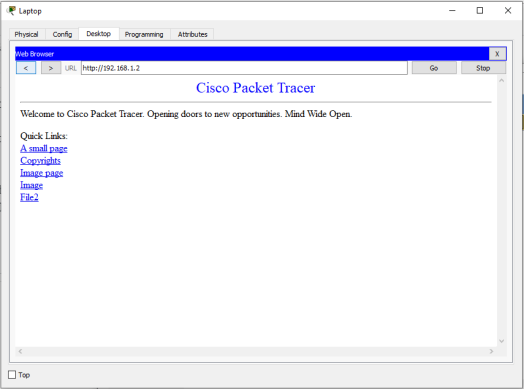 Laptop
Physical Config Desktop Programming Attributes
Web Browser X
< > URL http://192.168.1.2 Go Stop
Cisco Packet Tracer
Welcome to Cisco Packet Tracer. Opening doors to new opportunities. Mind Wide Open.
Quick Links:
A small page
Copyrights
Image page
Image
File2
Top